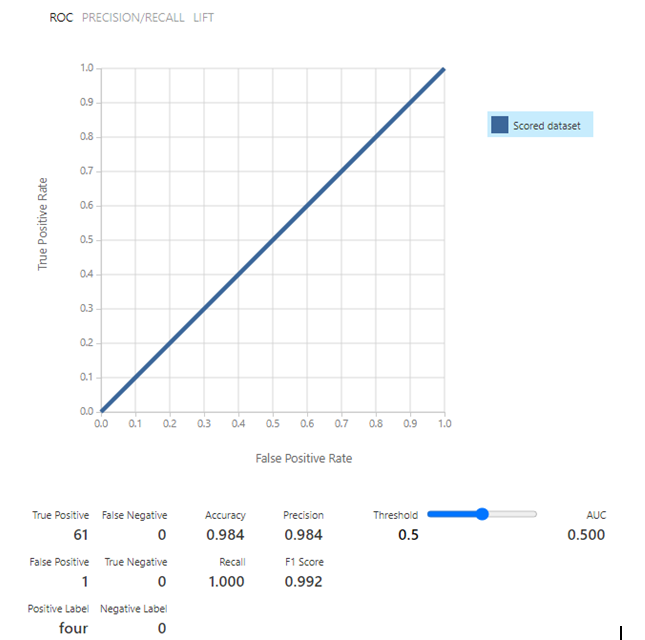 ROC PRECISION/RECALL LIFT
1.0
0.9
0.8
0.7
0.6
0.5
0.4
0.3
0.2
0.1
0.0
True Positive Rate
0.0 0.1 0.2 0.3 0.4 0.5 0.6 0.7 0.8 0.9 1.0
False Positive Rate
Scored dataset
True Positive False Negative Accuracy Precision Threshold AUC
61 0 0.984 0.984 0.5 0.500
False Positive True Negative Recall F1 Score
1 0 1.000 0.992
Positive Label Negative Label
four 0